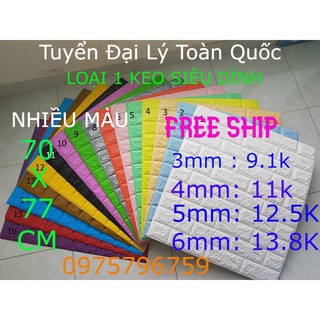 Tuyển Đại Lý Toàn Quốc
LOẠI 1 KEO SIÊU DÍNH
NHIỀU MÀU
FREE SHIP
70
X
77
CM
3mm : 9.1k
4mm: 11k
5mm: 12.5K
6mm: 13.8K
0975796759